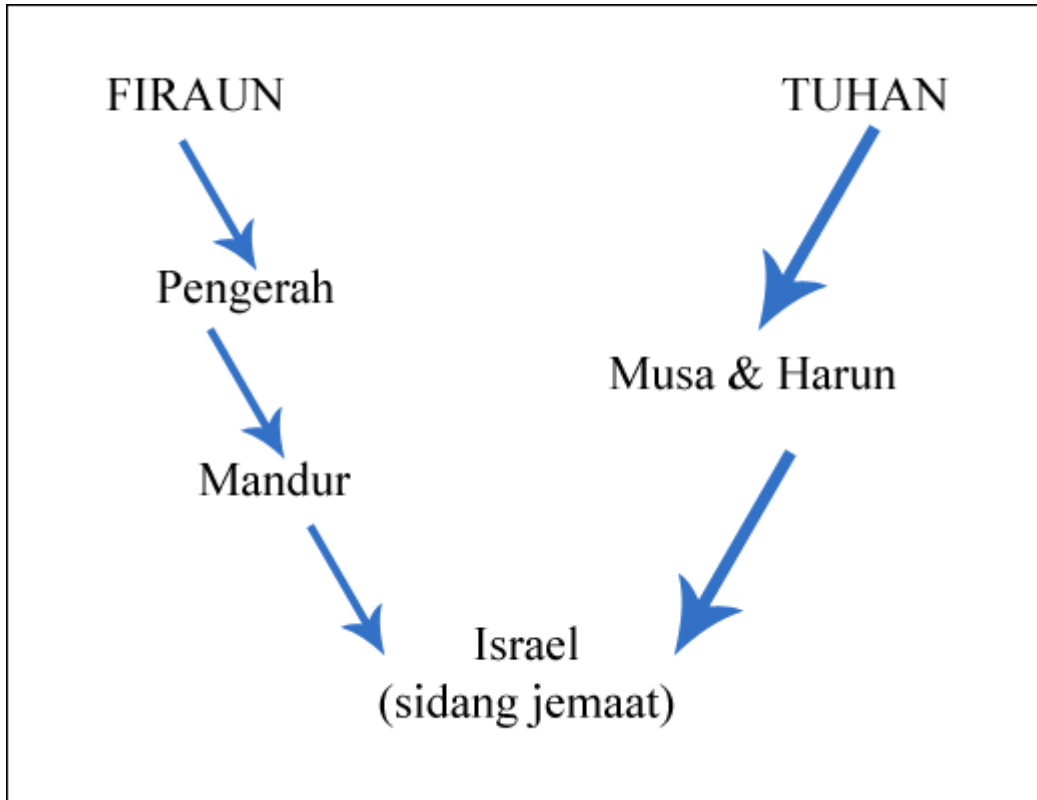 FIRAUN
TUHAN
Pengerah
Musa & Harun
Mandur
Israel
(sidang jemaat)